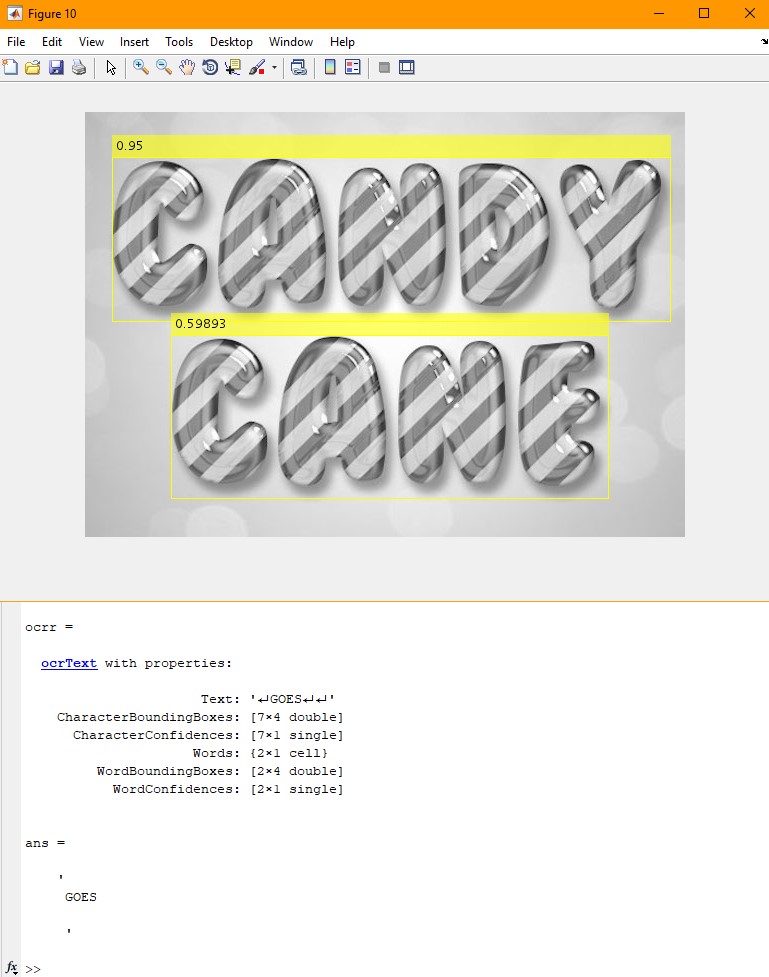 Figure 10
File Edit View Insert Tools Desktop Window Help
0.95
CANDY
0.59893
CANE
ocrr =
ocrText with properties:
Text: '↵GOES↵↵'
CharacterBoundingBoxes: [7×4 double]
CharacterConfidences: [7×1 single]
Words: {2×1 cell}
WordBoundingBoxes: [2×4 double]
WordConfidences: [2×1 single]
ans =
'
GOES
'
fx >>